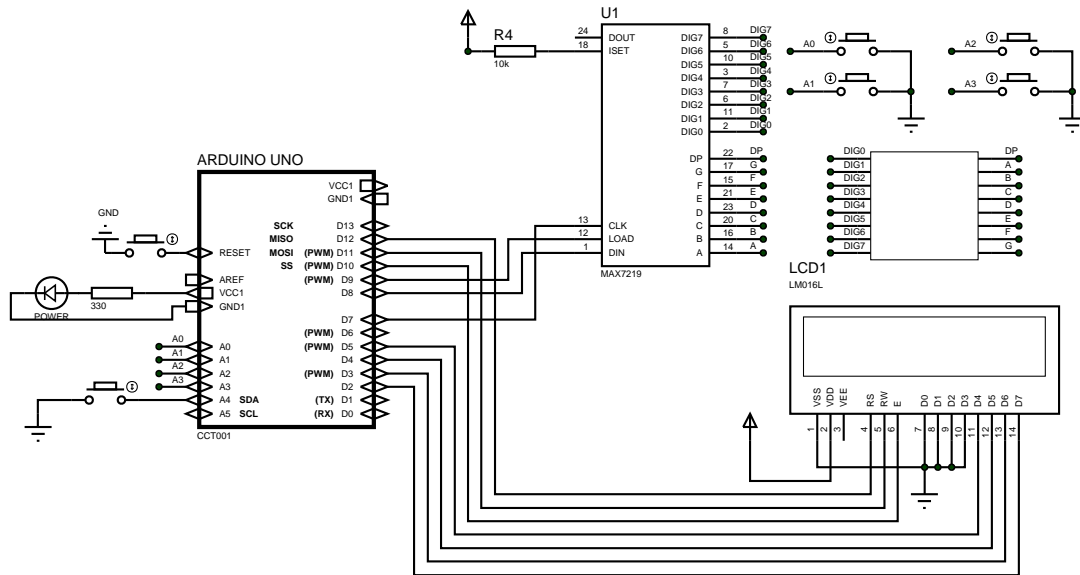 U1
R4
10k
24 DOUT
18 ISET
13 CLK
12 LOAD
1 DIN
DIG7 8 DIG7
DIG6 5 DIG6
DIG5 10 DIG5
DIG4 3 DIG4
DIG3 7 DIG3
DIG2 6 DIG2
DIG1 11 DIG1
DIG0 2 DIG0
DP 22 DP
G 17 G
F 15 F
E 21 E
D 23 D
C 20 C
B 16 B
A 14 A
MAX7219
A0
A1
A2
A3
DIG0 DP
DIG1 A
DIG2 B
DIG3 C
DIG4 D
DIG5 E
DIG6 F
DIG7 G
ARDUINO UNO
GND
VCC1
GND1
SCK D13
MISO D12
RESET MOSI (PWM) D11
SS (PWM) D10
AREF (PWM) D9
VCC1 D8
GND1
330
POWER
D7
(PWM) D6
A0 A0 (PWM) D5
A1 A1 D4
A2 A2 (PWM) D3
A3 A3 D2
A4 SDA (TX) D1
A5 SCL (RX) D0
CCT001
LCD1
LM016L
VSS VDD VEE RS RW E D0 D1 D2 D3 D4 D5 D6 D7
1 2 3 4 5 6 7 8 9 10 11 12 13 14